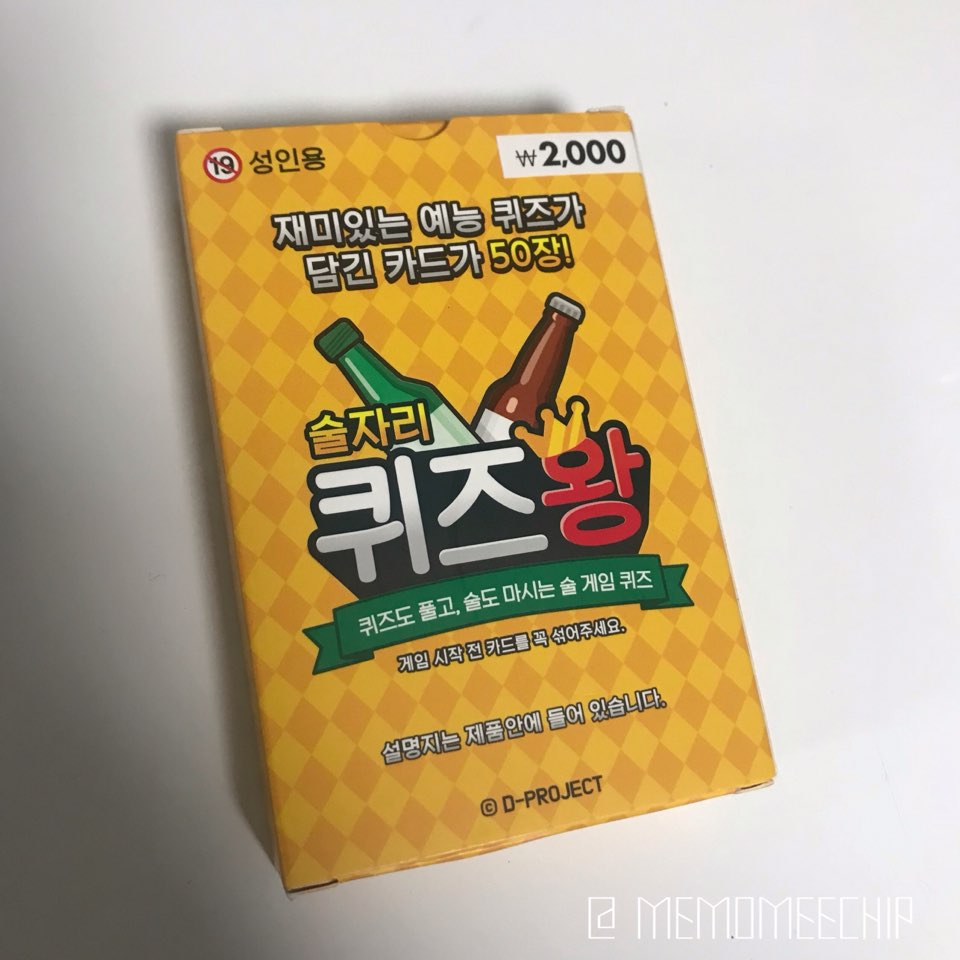 19 성인용
₩2,000
재미있는 예능 퀴즈가
담긴 카드가 50장!
술자리
퀴즈왕
퀴즈도 풀고, 술도 마시는 술 게임 퀴즈
게임 시작 전 카드를 꼭 섞어주세요.
설명지는 제품안에 들어 있습니다.
© D-PROJECT
@ MEMOMEECHIP